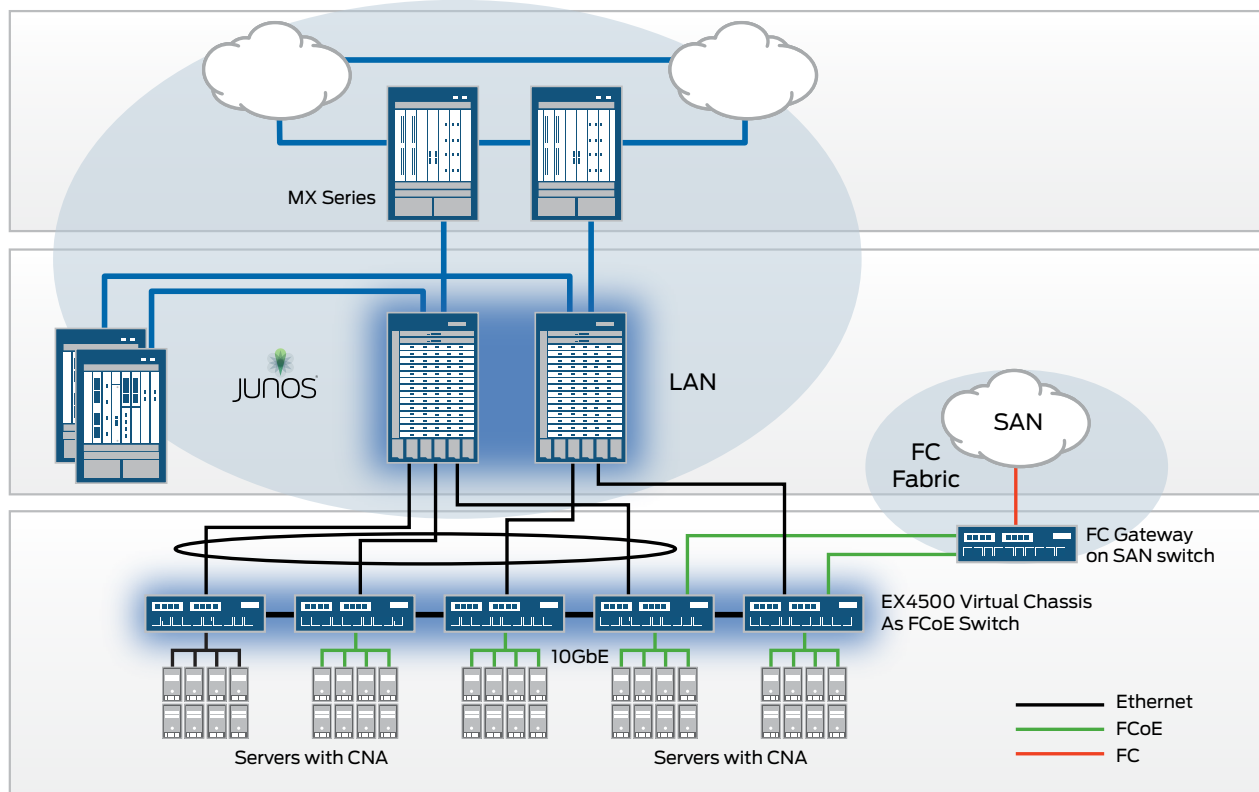 MX Series
JUNOS®
LAN
SAN
FC
Fabric
FC Gateway
on SAN switch
EX4500 Virtual Chassis
As FCoE Switch
10GbE
Servers with CNA
Servers with CNA
Ethernet
FCoE
FC